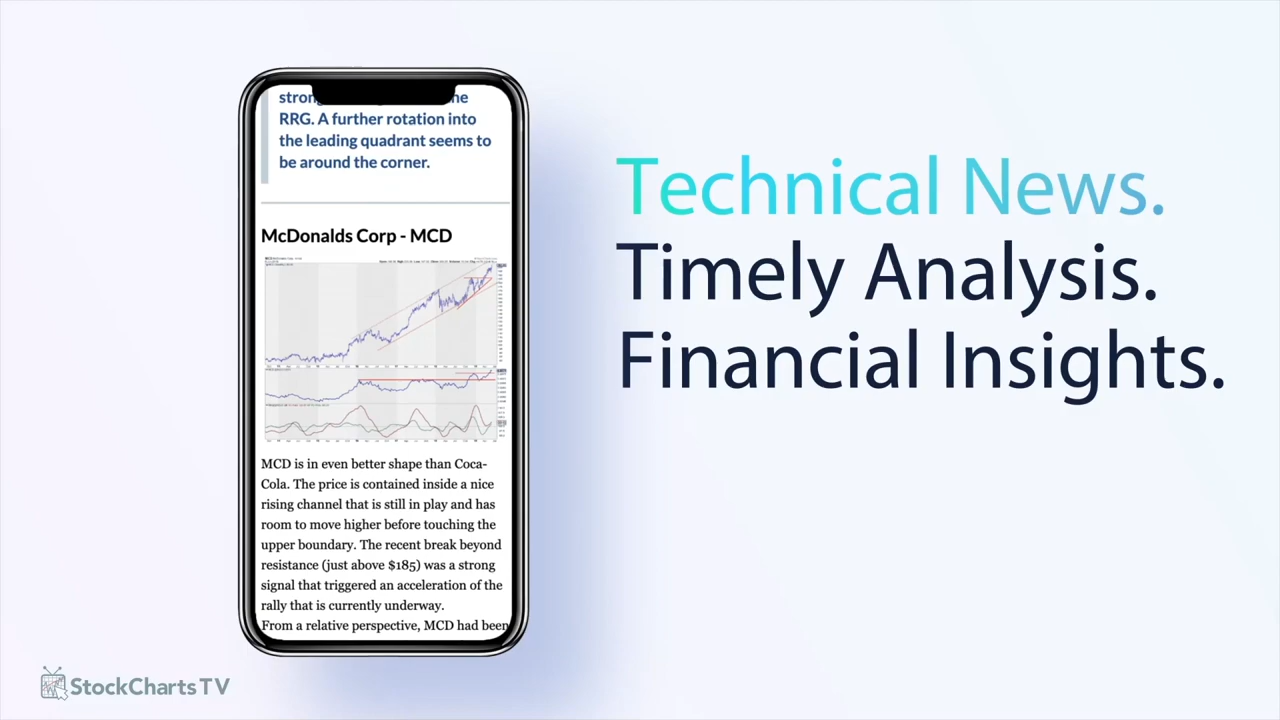 RRG. A further rotation into
the leading quadrant seems to
be around the corner.
McDonalds Corp - MCD
MCD is in even better shape than Coca-
Cola. The price is contained inside a nice
rising channel that is still in play and has
room to move higher before touching the
upper boundary. The recent break beyond
resistance (just above $185) was a strong
signal that triggered an acceleration of the
rally that is currently underway.
From a relative perspective, MCD had been
Technical News.
Timely Analysis.
Financial Insights.
StockCharts TV